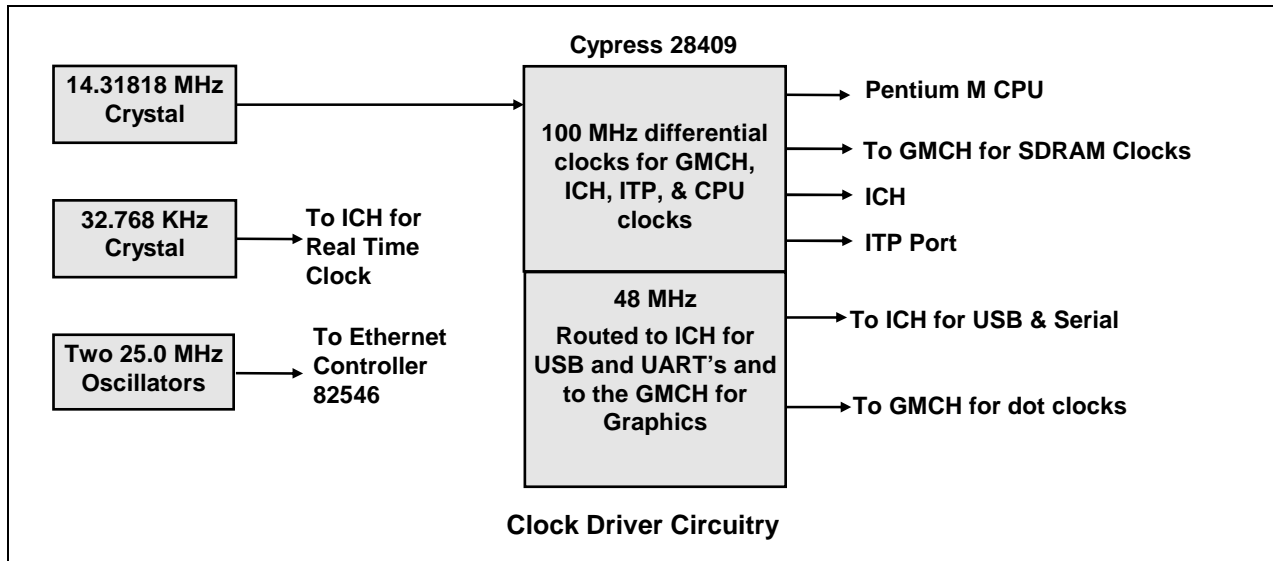 Cypress 28409
14.31818 MHz
Crystal
32.768 KHz
Crystal
To ICH for
Real Time
Clock
Two 25.0 MHz
Oscillators
To Ethernet
Controller
82546
100 MHz differential
clocks for GMCH,
ICH, ITP, & CPU
clocks
48 MHz
Routed to ICH for
USB and UART's and
to the GMCH for
Graphics
Pentium M CPU
To GMCH for SDRAM Clocks
ICH
ITP Port
To ICH for USB & Serial
To GMCH for dot clocks
Clock Driver Circuitry